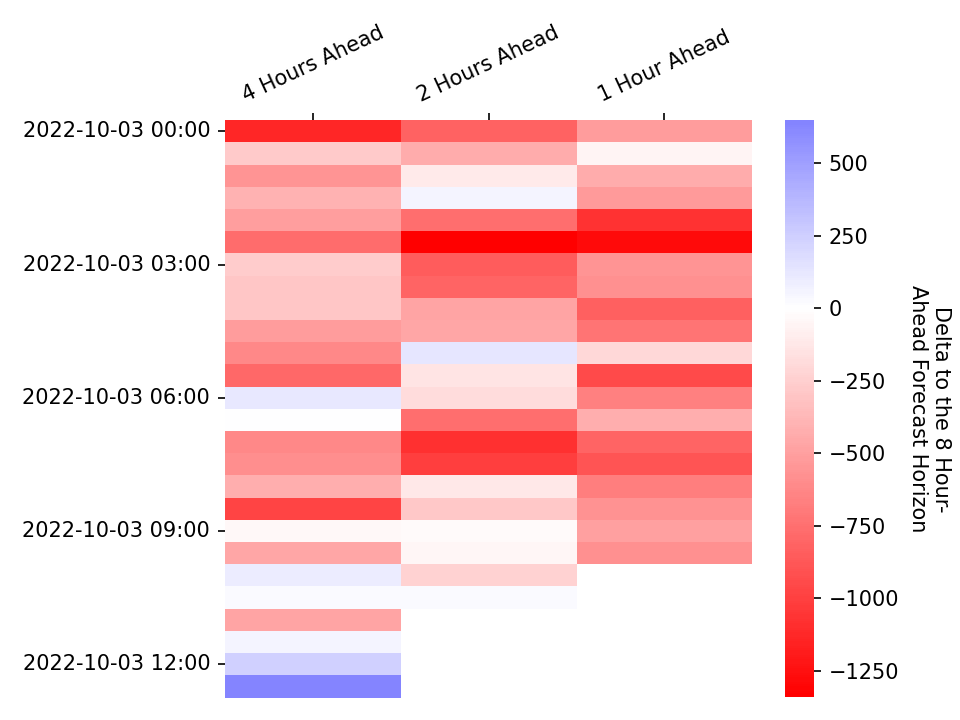 4 Hours Ahead
2 Hours Ahead
1 Hour Ahead
2022-10-03 00:00
2022-10-03 03:00
2022-10-03 06:00
2022-10-03 09:00
2022-10-03 12:00
500
250
0
−250
−500
−750
−1000
−1250
Delta to the 8 Hour-
Ahead Forecast Horizon